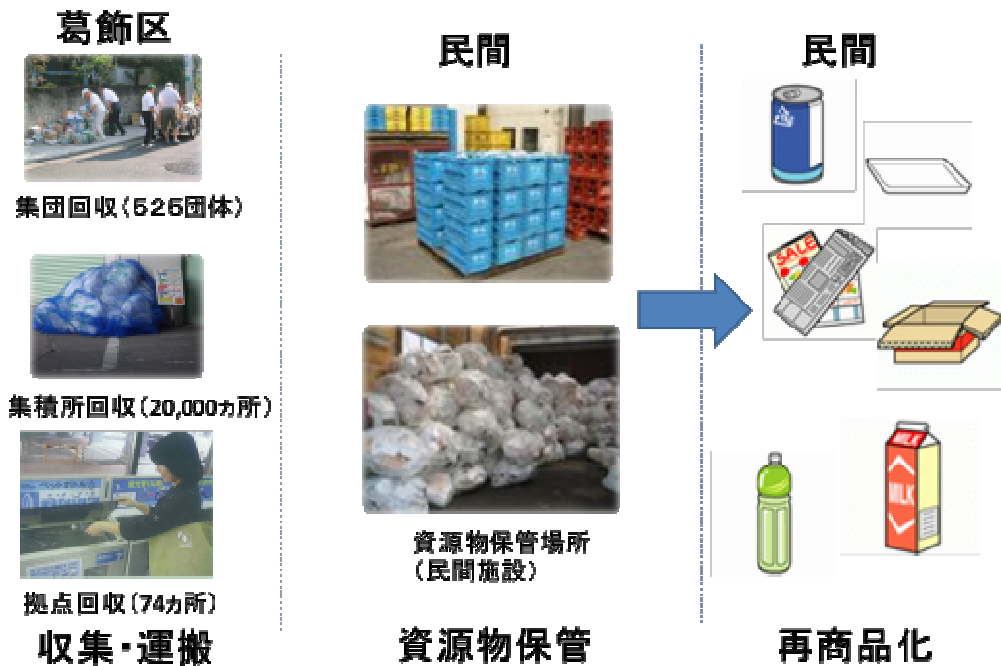 葛飾区
民間
民間
集団回収(526団体)
集積所回収(20,000ヵ所)
拠点回収(74ヵ所)
資源物保管場所
(民間施設)
SALE
MILK
MILK
収集・運搬
資源物保管
再商品化